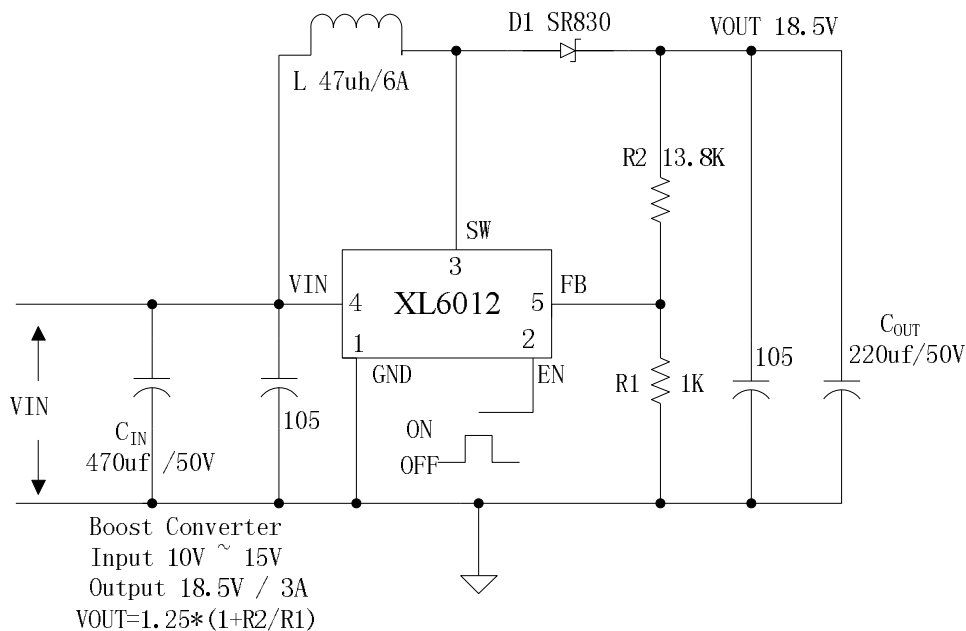 D1 SR830
VOUT 18.5V
L 47uh/6A
R2 13.8K
SW
3
VIN
4
XL6012
5
FB
1
2
GND
EN
C_OUT
220uf/50V
105
R1 1K
VIN
105
ON
OFF
C_IN
470uf /50V
Boost Converter
Input 10V ~ 15V
Output 18.5V / 3A
VOUT=1.25*(1+R2/R1)